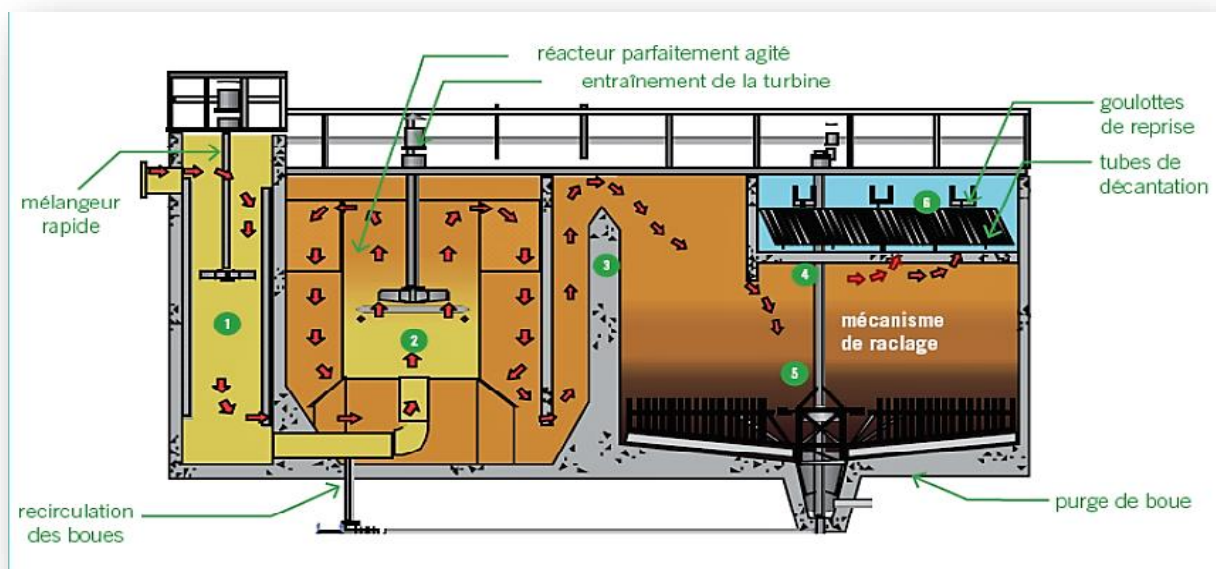 réacteur parfaitement agité
entraînement de la turbine
goulottes
de reprise
tubes de
décantation
mélangeur
rapide
1
2
3
4
5
6
mécanisme
de raclage
recirculation
des boues
purge de boue